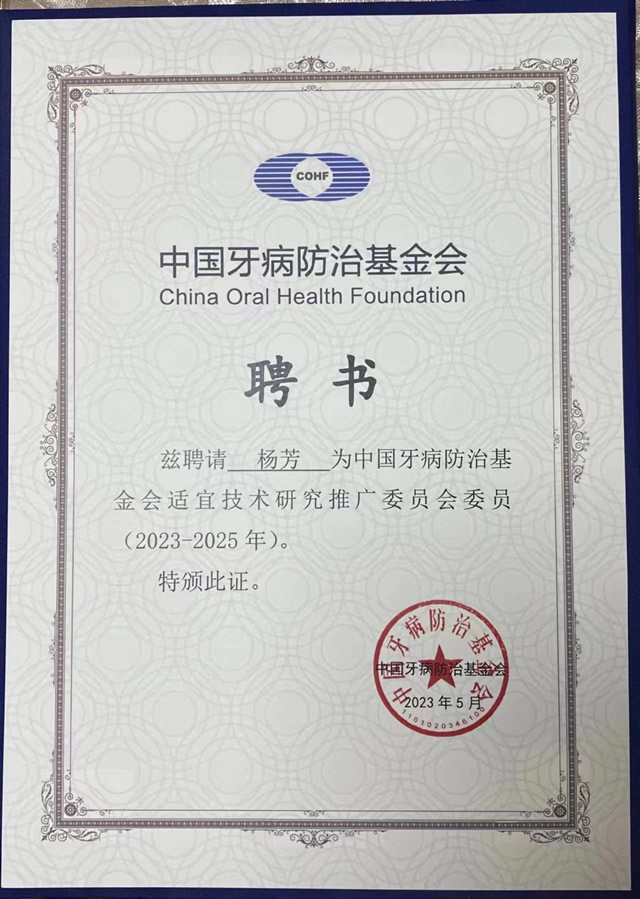 COHF
中国牙病防治基金会
China Oral Health Foundation
聘 书
兹聘请 杨芳 为中国牙病防治基
金会适宜技术研究推广委员会委员
（2023-2025 年）。
特颁此证。
中国牙病防治基金会
中国牙病防治基金会
2023 年 5 月